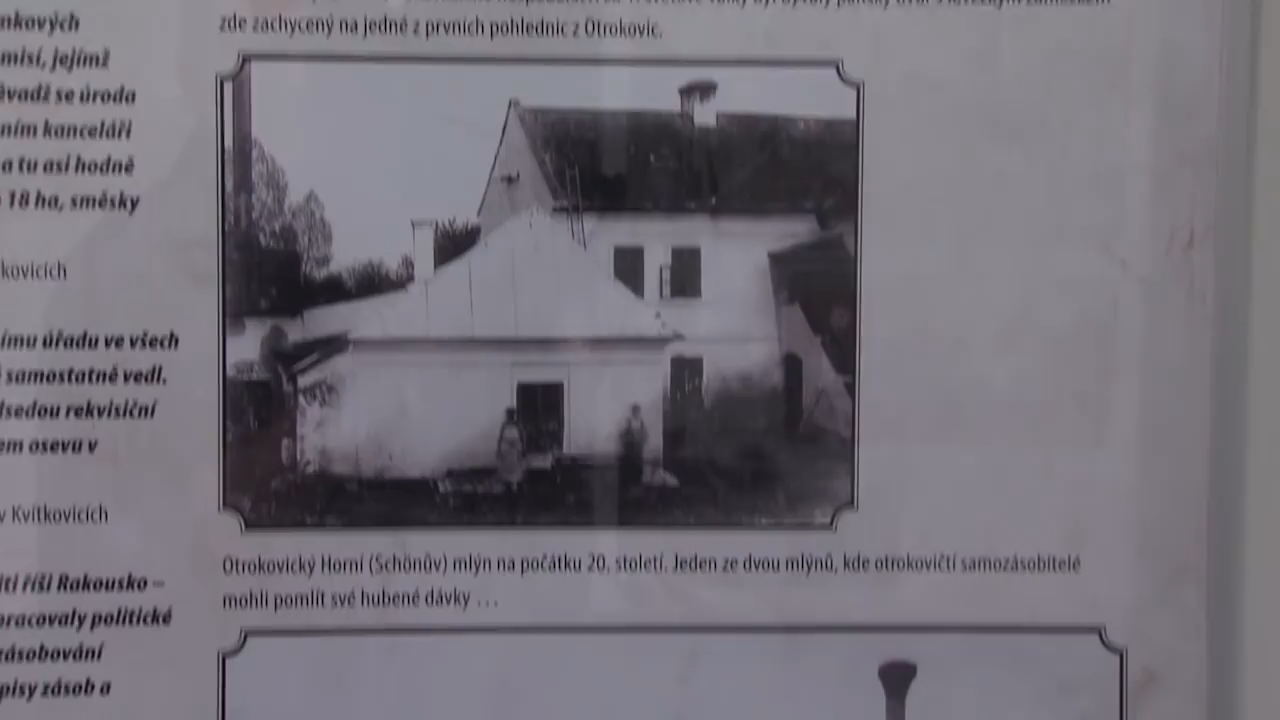 nkových
misí, jejímž
évadž se úroda
ním kanceláři
a tu asi hodně
18 ha, směsky
kovicích
ímu úřadu ve všech
samostatně vedl.
dsedou rekvisiční
em osevu v
v Kvítkovicích
ití říši Rakousko –
pracovaly politické
zásobování
pisy zásob a
zde zachycený na jedné z prvních pohlednic z Otrokovic.
Otrokovický Horní (Schönův) mlýn na počátku 20. století. Jeden ze dvou mlýnů, kde otrokovičtí samozásobitelé
mohli pomlít své hubené dávky …